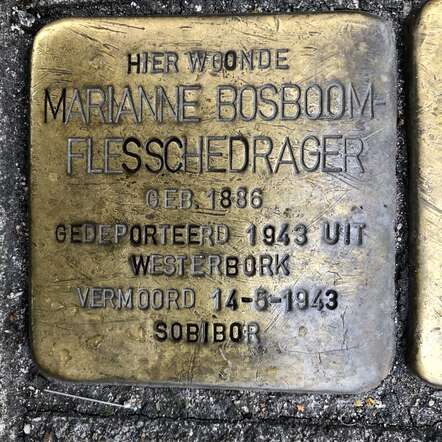 HIER WOONDE
MARIANNE BOSBOOM-
FLESSCHEDRAGER
GEB. 1886
GEDEPORTEERD 1943 UIT
WESTERBORK
VERMOORD 14-5-1943
SOBIBOR